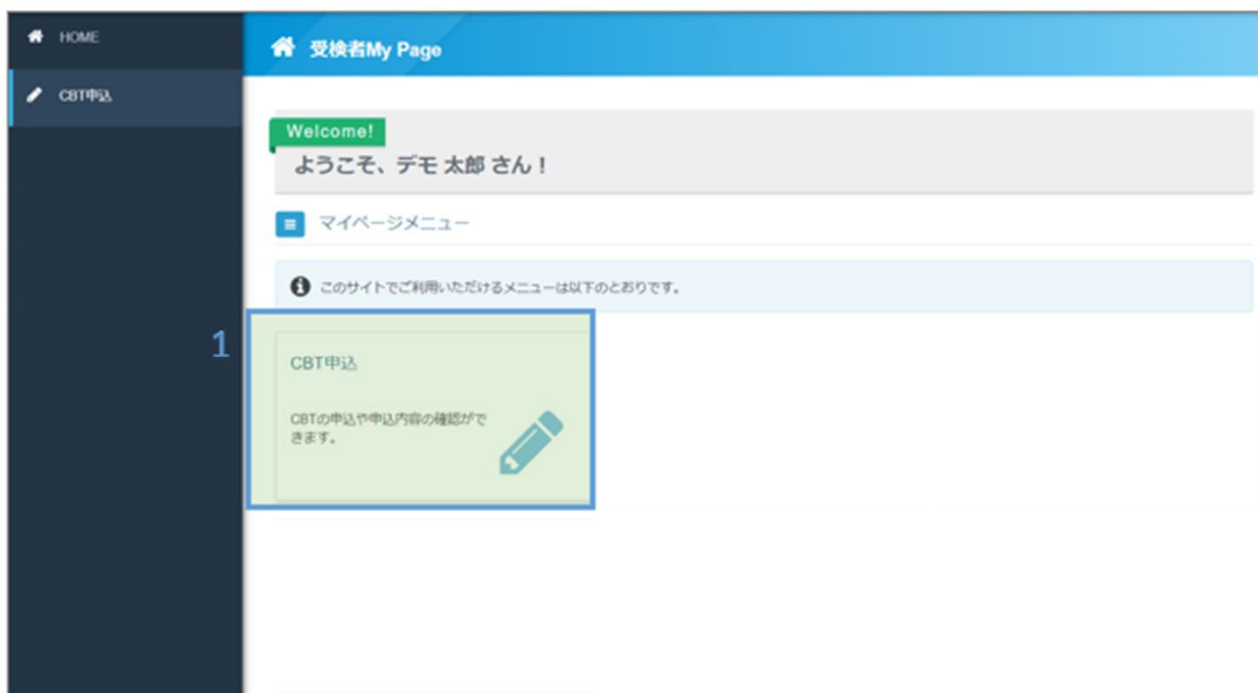 HOME
受検者My Page
CBT申込
Welcome!
ようこそ、デモ 太郎 さん！
マイページメニュー
このサイトでご利用いただけるメニューは以下のとおりです。
1
CBT申込
CBTの申込や申込内容の確認がで
きます。